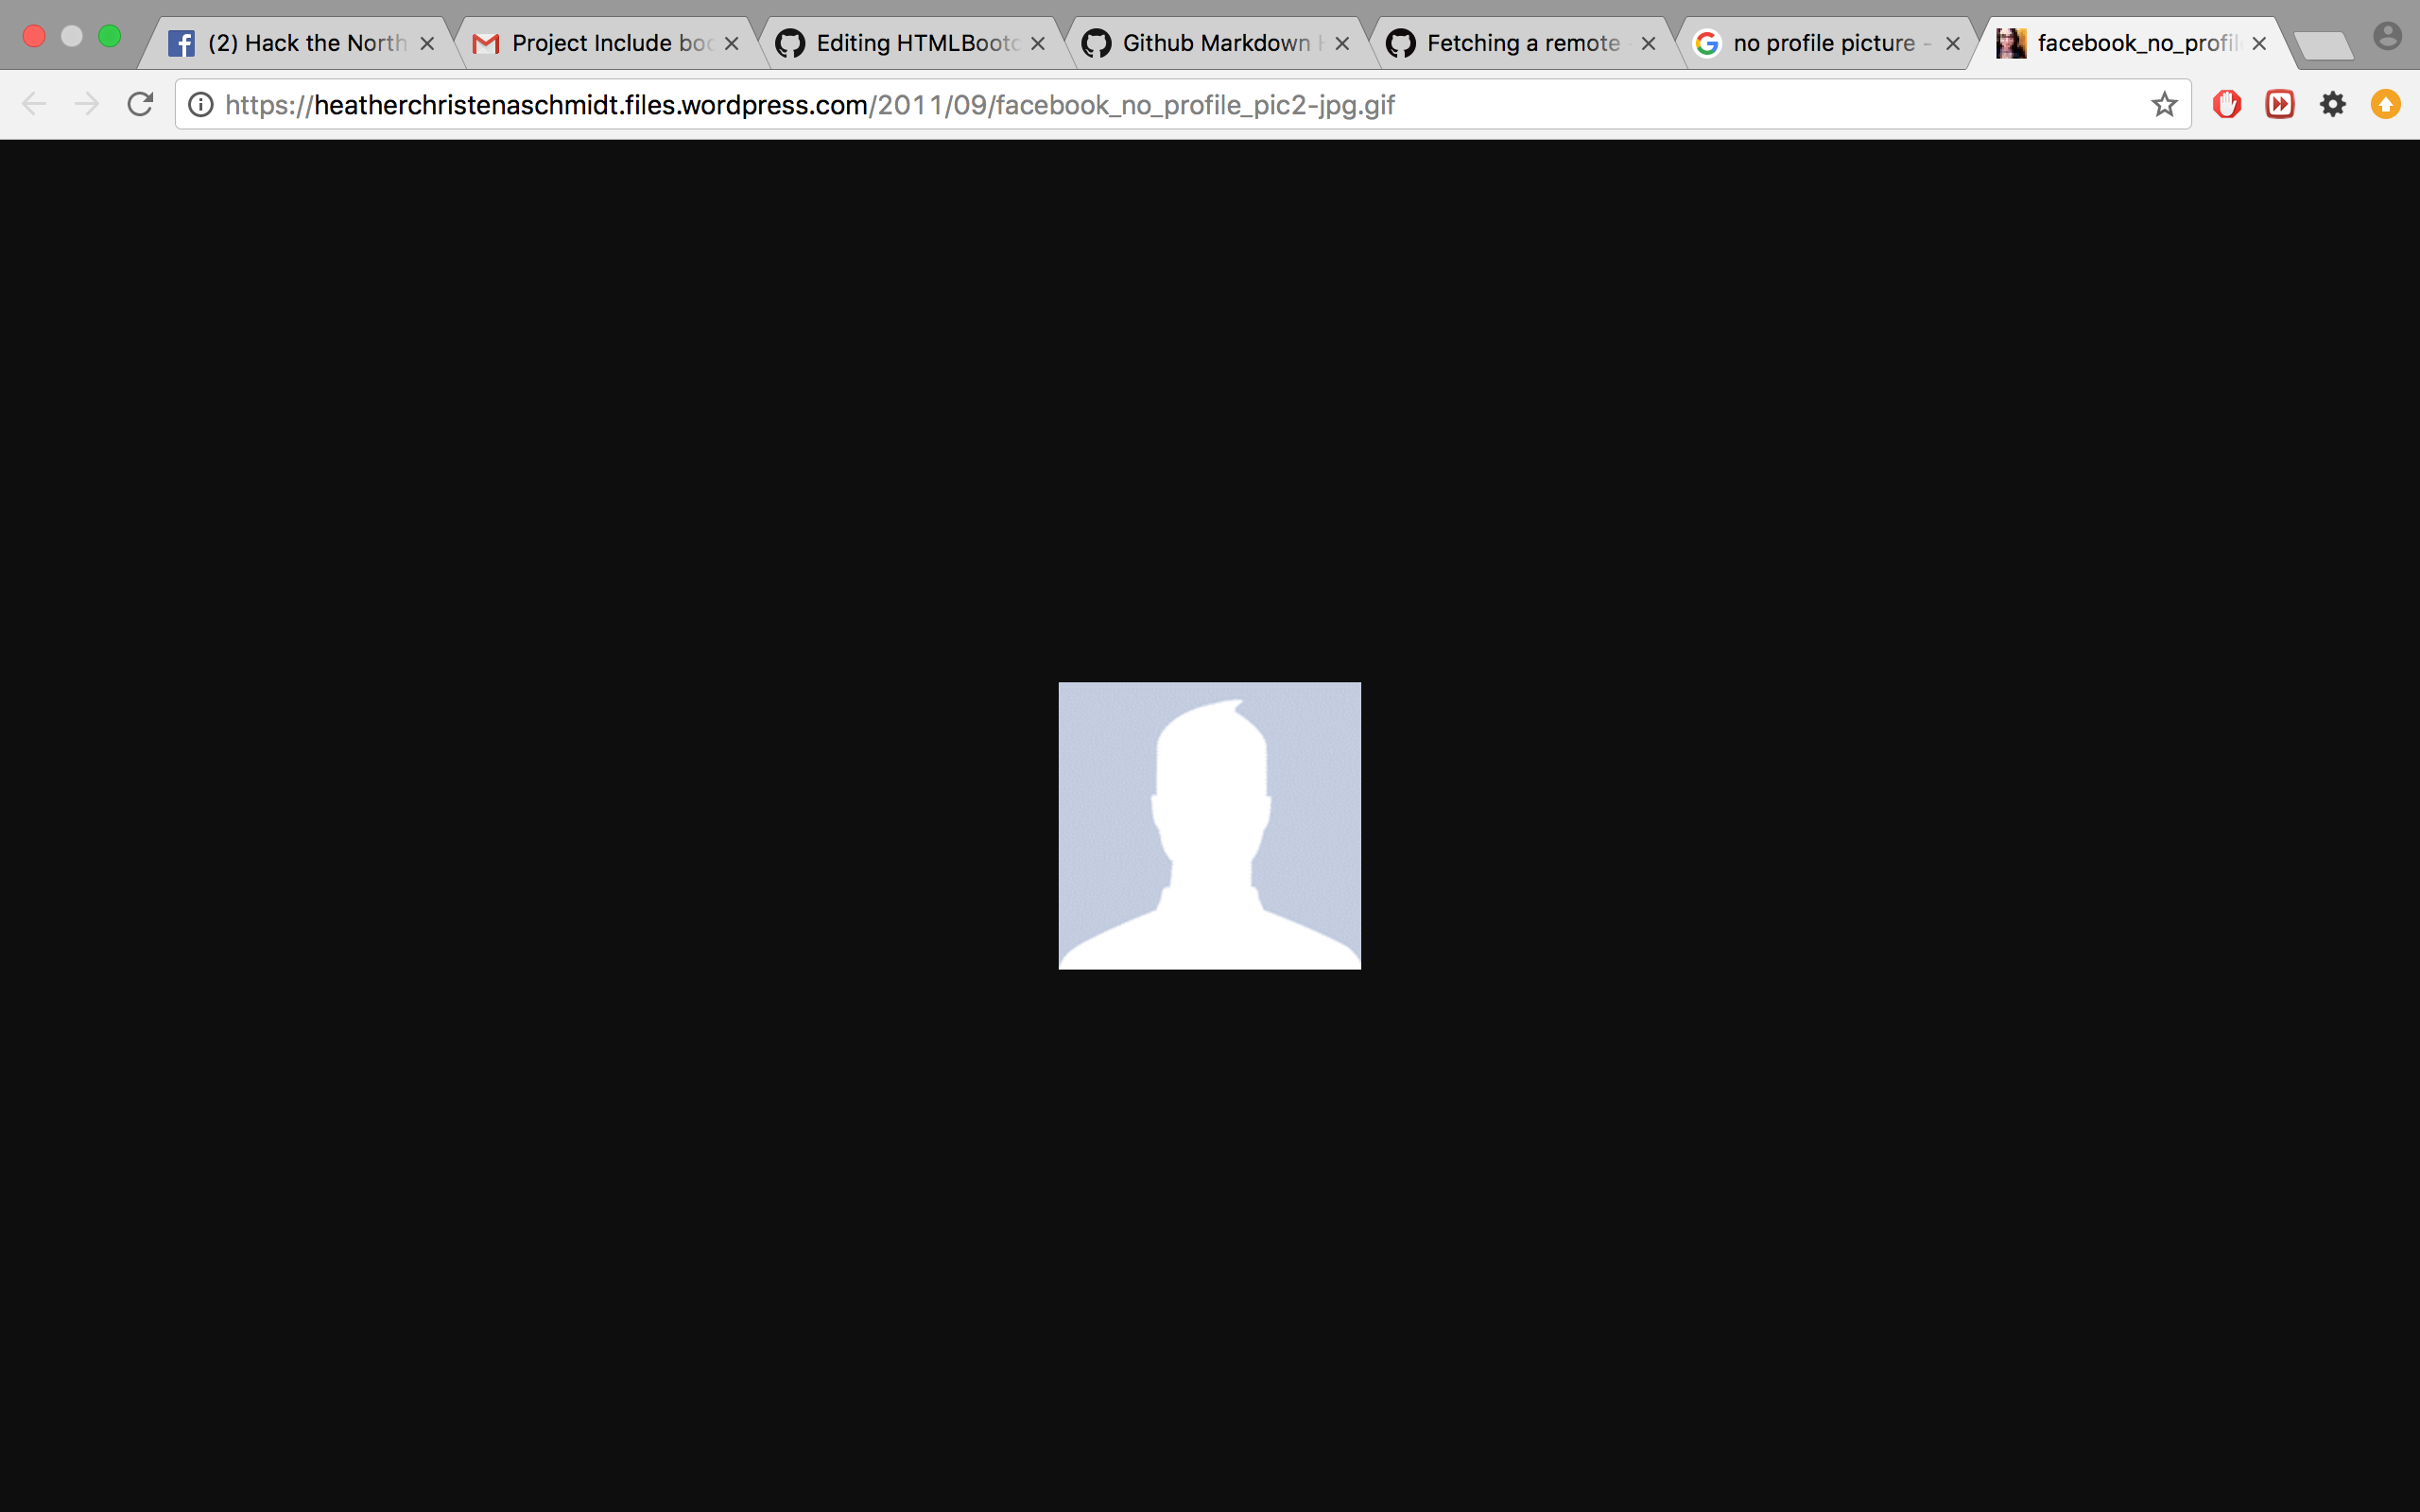 (2) Hack the North
Project Include boo
Editing HTMLBootc
Github Markdown
Fetching a remote
no profile picture -
facebook_no_profil
https://heatherchristenaschmidt.files.wordpress.com/2011/09/facebook_no_profile_pic2-jpg.gif